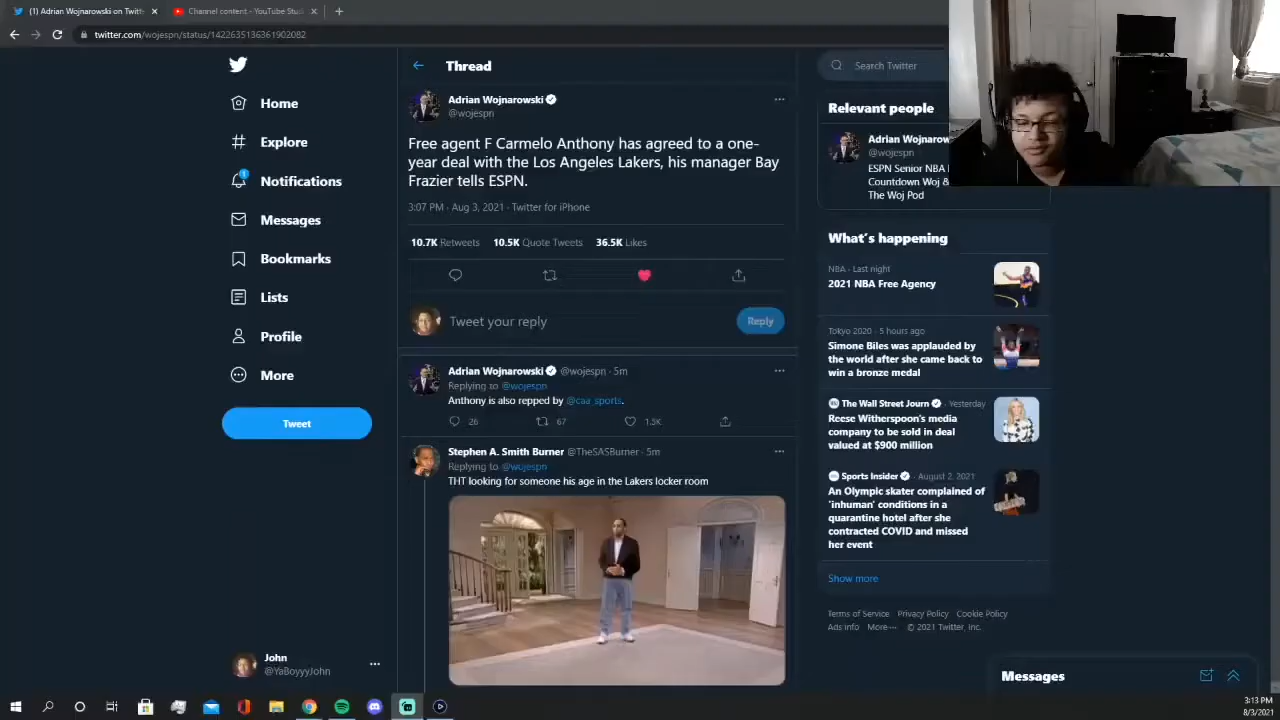 (1) Adrian Wojnarowski on Twitt
Channel content - YouTube Stud
twitter.com/wojespn/status/1422635136361902082
Home
Explore
1
Notifications
Messages
Bookmarks
Lists
Profile
More
Tweet
John
@YaBoyyyJohn
Thread
Adrian Wojnarowski
@wojespn
Free agent F Carmelo Anthony has agreed to a one-
year deal with the Los Angeles Lakers, his manager Bay
Frazier tells ESPN.
3:07 PM · Aug 3, 2021 · Twitter for iPhone
10.7K Retweets 10.5K Quote Tweets 36.5K Likes
Tweet your reply
Reply
Adrian Wojnarowski @wojespn · 5m
Replying to @wojespn
Anthony is also repped by @caa_sports.
26 67 1.3K
Stephen A. Smith Burner @TheSASBurner · 5m
Replying to @wojespn
THT looking for someone his age in the Lakers locker room
Search Twitter
Relevant people
Adrian Wojnarow
@wojespn
ESPN Senior NBA I
Countdown Woj &
The Woj Pod
What's happening
NBA · Last night
2021 NBA Free Agency
Tokyo 2020 · 5 hours ago
Simone Biles was applauded by
the world after she came back to
win a bronze medal
The Wall Street Journ · Yesterday
Reese Witherspoon's media
company to be sold in deal
valued at $900 million
Sports Insider · August 2, 2021
An Olympic skater complained of
'inhuman' conditions in a
quarantine hotel after she
contracted COVID and missed
her event
Show more
Terms of Service Privacy Policy Cookie Policy
Ads info More··· © 2021 Twitter, Inc.
Messages
3:13 PM
8/3/2021